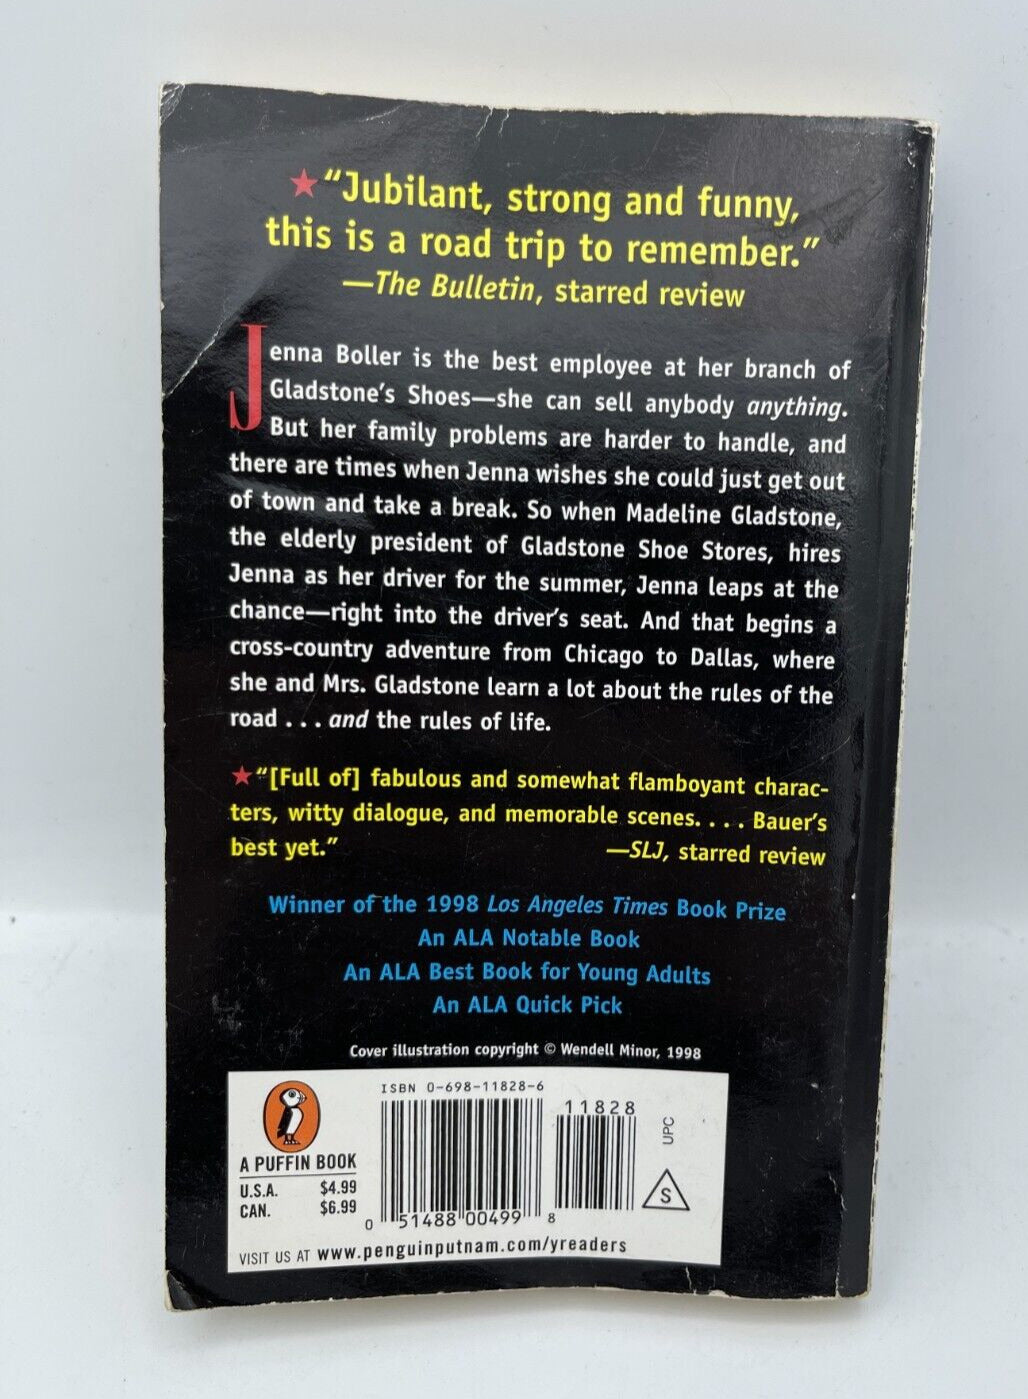 ★“Jubilant, strong and funny,
this is a road trip to remember.”
—The Bulletin, starred review
Jenna Boller is the best employee at her branch of
Gladstone’s Shoes—she can sell anybody anything.
But her family problems are harder to handle, and
there are times when Jenna wishes she could just get out
of town and take a break. So when Madeline Gladstone,
the elderly president of Gladstone Shoe Stores, hires
Jenna as her driver for the summer, Jenna leaps at the
chance—right into the driver’s seat. And that begins a
cross-country adventure from Chicago to Dallas, where
she and Mrs. Gladstone learn a lot about the rules of the
road . . . and the rules of life.
★“[Full of] fabulous and somewhat flamboyant charac-
ters, witty dialogue, and memorable scenes. . . . Bauer’s
best yet.” —SLJ, starred review
Winner of the 1998 Los Angeles Times Book Prize
An ALA Notable Book
An ALA Best Book for Young Adults
An ALA Quick Pick
Cover illustration copyright © Wendell Minor, 1998
ISBN 0-698-11828-6
11828
UPC
S
A PUFFIN BOOK
U.S.A. $4.99
CAN. $6.99
0 51488 00499 8
VISIT US AT www.penguinputnam.com/yreaders